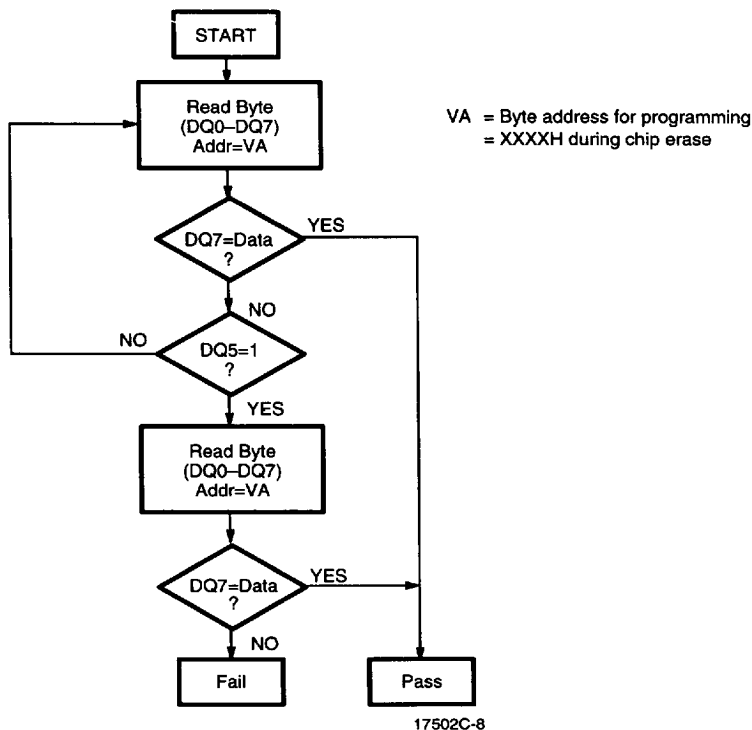 START
Read Byte
(DQ0–DQ7)
Addr=VA
VA = Byte address for programming
= XXXXH during chip erase
YES
DQ7=Data
?
NO
NO
DQ5=1
?
YES
Read Byte
(DQ0–DQ7)
Addr=VA
YES
DQ7=Data
?
NO
Fail
Pass
17502C-8